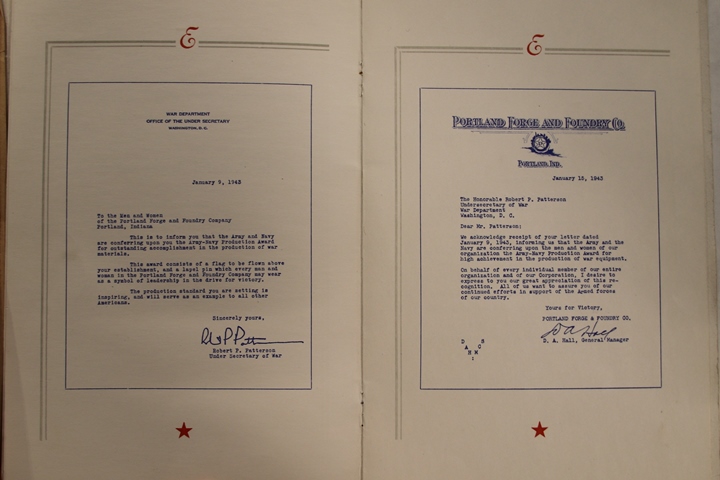 E
WAR DEPARTMENT
OFFICE OF THE UNDER SECRETARY
WASHINGTON, D.C.
January 9, 1943
To the Men and Women
of the Portland Forge and Foundry Company
Portland, Indiana
This is to inform you that the Army and Navy
are conferring upon you the Army-Navy Production Award
for outstanding accomplishment in the production of war
materials.
This award consists of a flag to be flown above
your establishment, and a lapel pin which every man and
woman in the Portland Forge and Foundry Company may wear
as a symbol of leadership in the drive for victory.
The production standard you are setting is
inspiring, and will serve as an example to all other
Americans.
Sincerely yours,
Robert P. Patterson
Under Secretary of War
E
PORTLAND FORGE AND FOUNDRY CO.
PORTLAND, IND.
January 18, 1943
The Honorable Robert P. Patterson
Undersecretary of War
War Department
Washington, D. C.
Dear Mr. Patterson:
We acknowledge receipt of your letter dated
January 9, 1943, informing us that the Army and the
Navy are conferring upon the men and women of our
organization the Army-Navy Production Award for
high achievement in the production of war equipment.
On behalf of every individual member of our entire
organization and of our Corporation, I desire to
express to you our great appreciation of this re-
cognition. All of us want to assure you of our
continued efforts in support of the Armed forces
of our country.
Yours for Victory,
PORTLAND FORGE & FOUNDRY CO.
D A Hall
D. A. Hall, General Manager